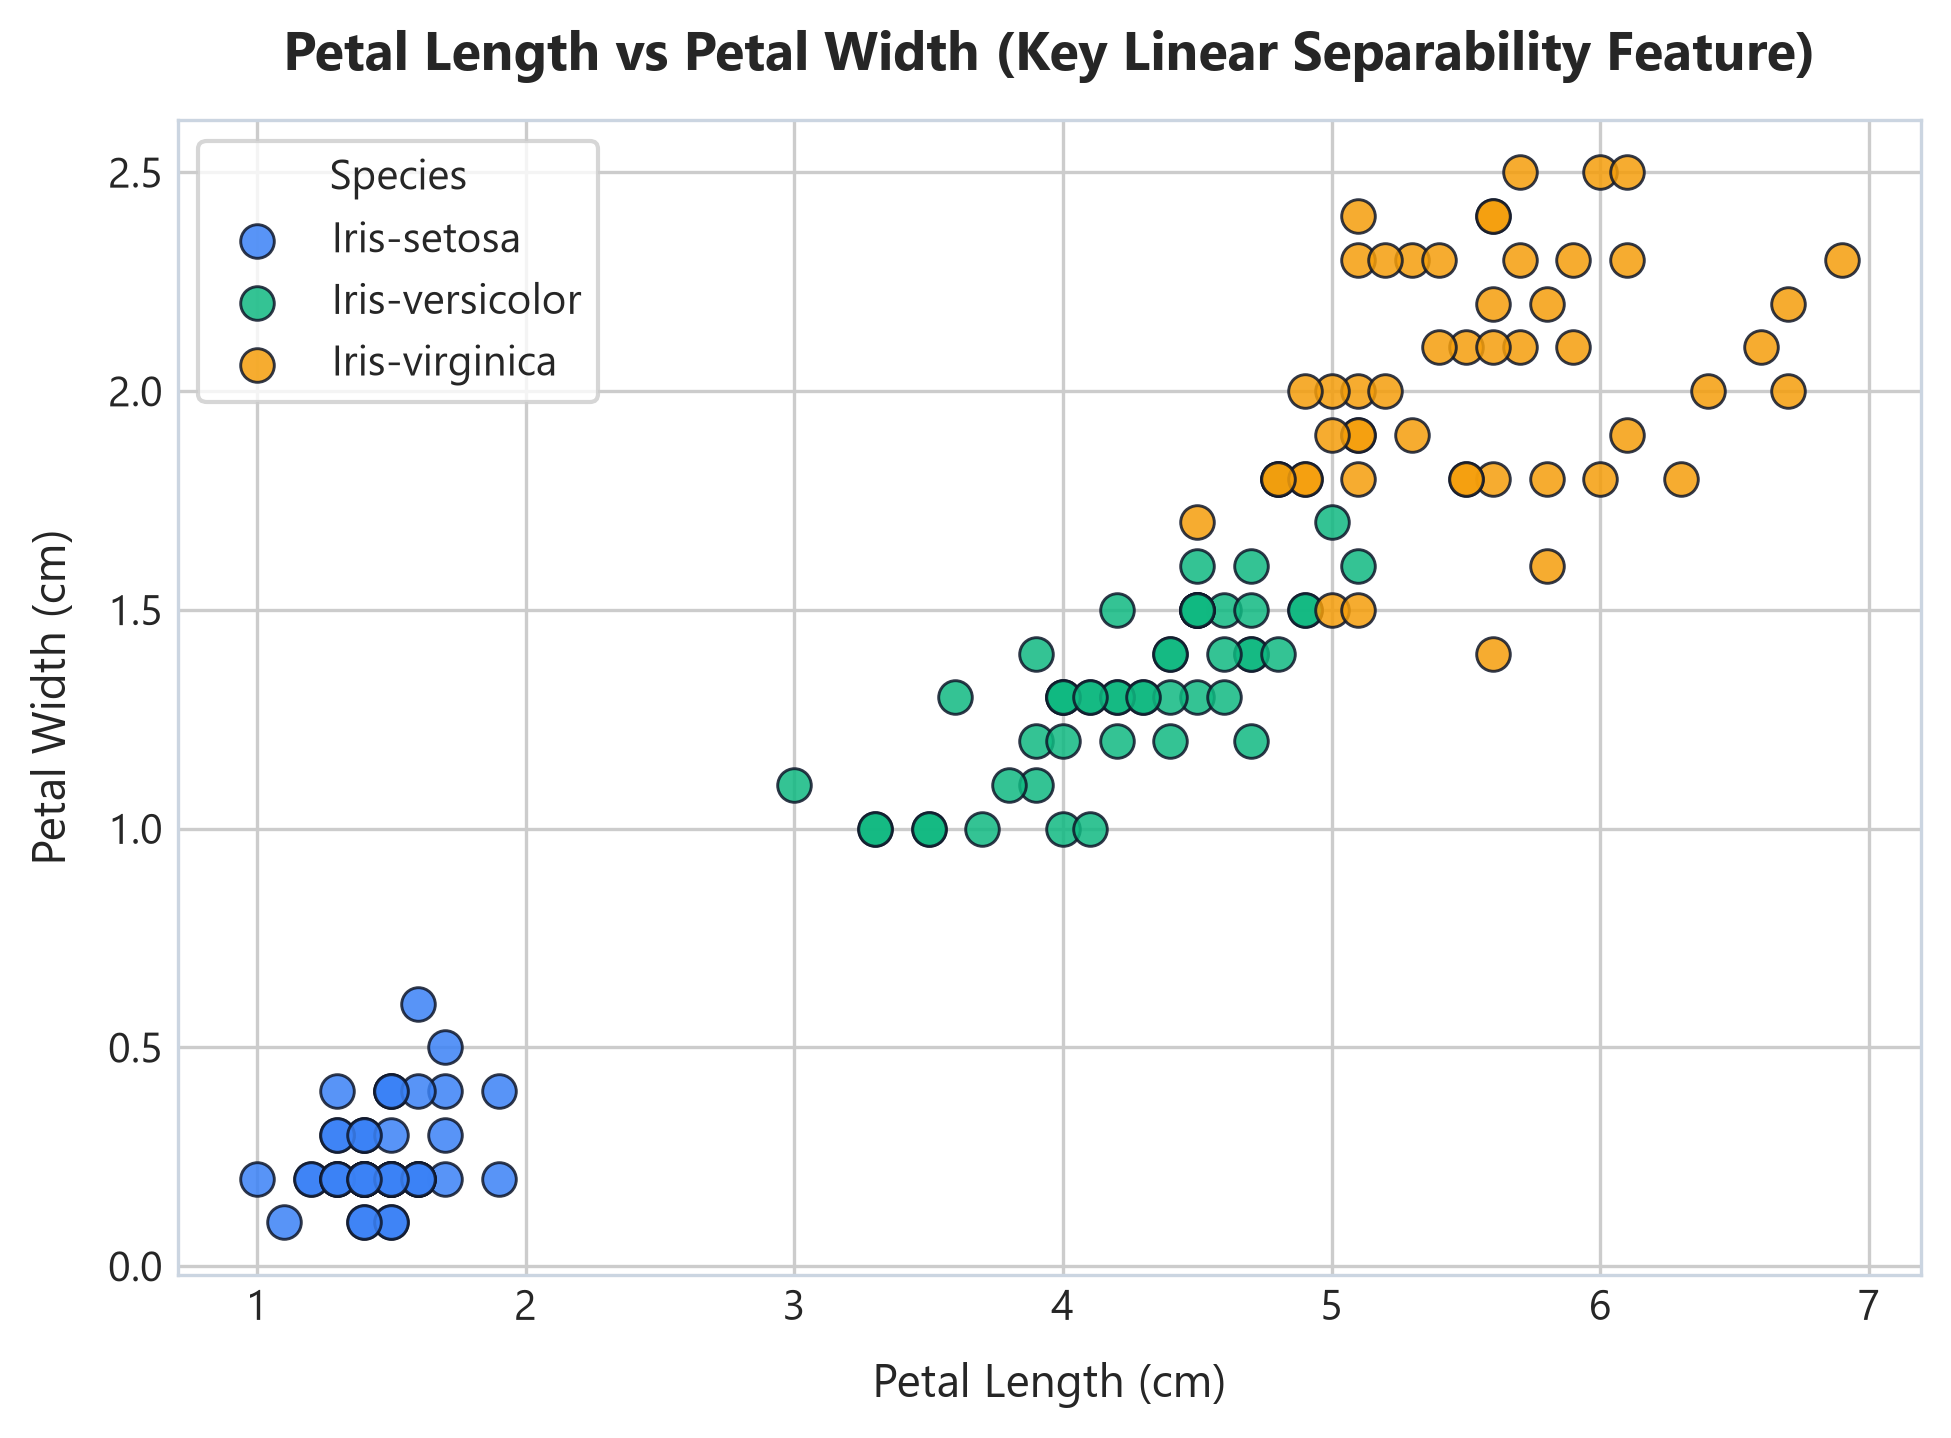 Petal Length vs Petal Width (Key Linear Separability Feature)
Species
Iris-setosa
Iris-versicolor
Iris-virginica
Petal Width (cm)
2.5
2.0
1.5
1.0
0.5
0.0
1 2 3 4 5 6 7
Petal Length (cm)